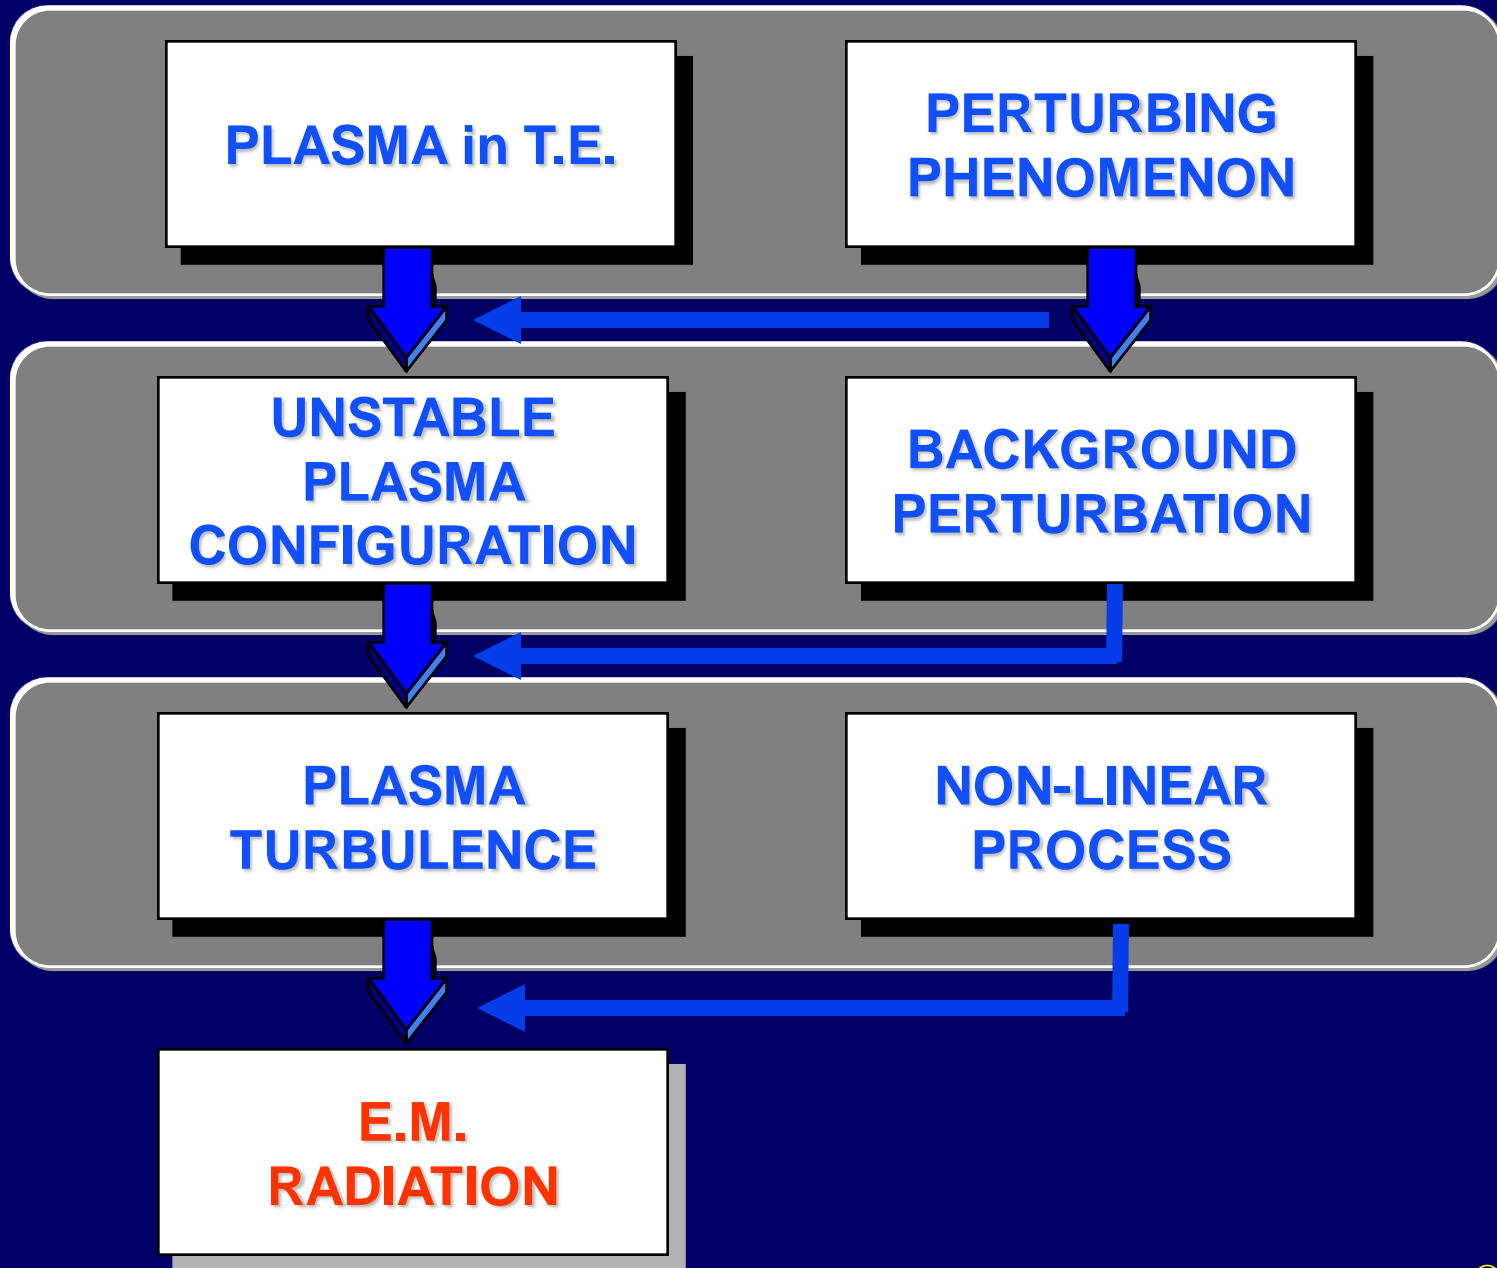 PLASMA in T.E.
PERTURBING
PHENOMENON
UNSTABLE
PLASMA
CONFIGURATION
BACKGROUND
PERTURBATION
PLASMA
TURBULENCE
NON-LINEAR
PROCESS
E.M.
RADIATION